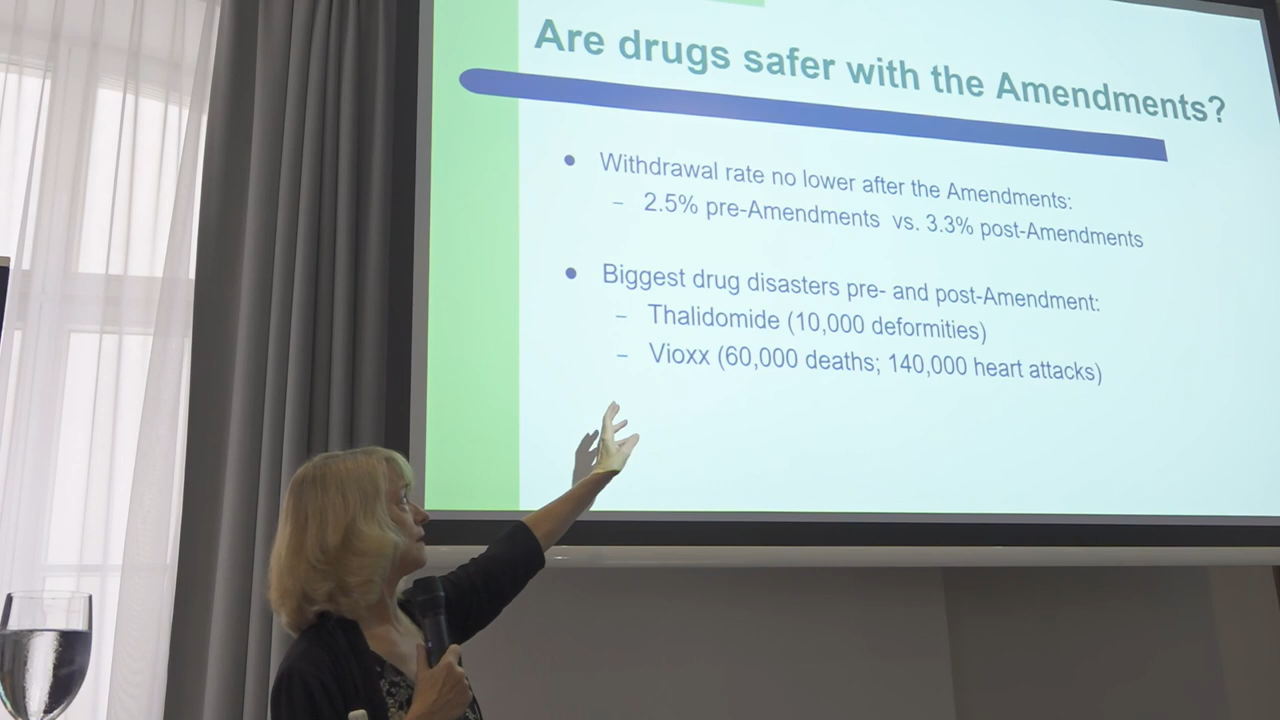 Are drugs safer with the Amendments?
● Withdrawal rate no lower after the Amendments:
– 2.5% pre-Amendments vs. 3.3% post-Amendments
● Biggest drug disasters pre- and post-Amendment:
– Thalidomide (10,000 deformities)
– Vioxx (60,000 deaths; 140,000 heart attacks)